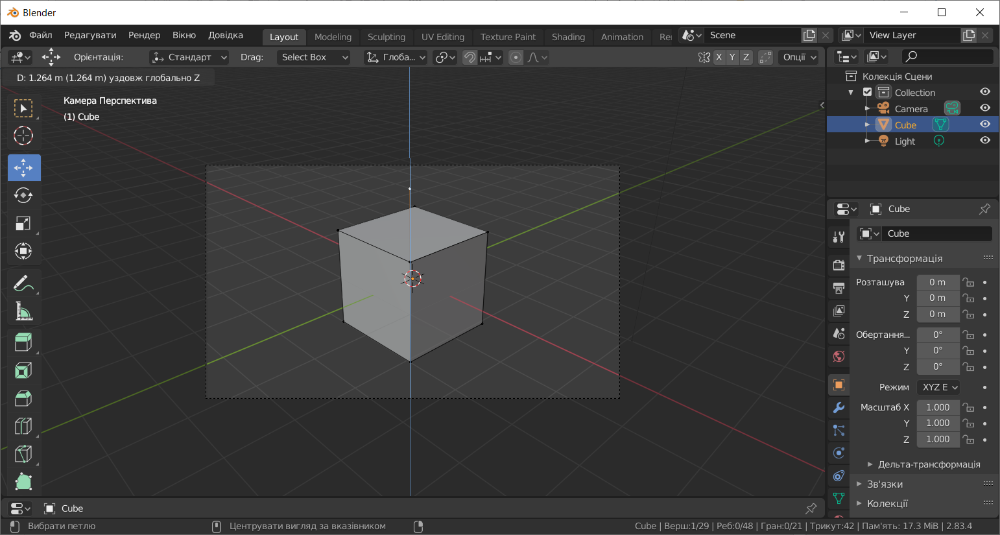 Blender
Файл Редагувати Рендер Вікно Довідка
Layout Modeling Sculpting UV Editing Texture Paint Shading Animation Re
Scene
View Layer
Орієнтація: Стандарт Drag: Select Box Глоба... X Y Z Опції
D: 1.264 m (1.264 m) уздовж глобально Z
Камера Перспектива
(1) Cube
Колекція Сцени
Collection
Camera
Cube
Light
Cube
Cube
Трансформація
Розташува 0 m
Y 0 m
Z 0 m
Обертання... 0°
Y 0°
Z 0°
Режим XYZ E
Масштаб X 1.000
Y 1.000
Z 1.000
Дельта-трансформація
Зв'язки
Колекції
Cube
Вибрати петлю Центрувати вигляд за вказівником Cube | Верш:1/29 | Реб:0/48 | Гран:0/21 | Трикут:42 | Пам'ять: 17.3 MiB | 2.83.4